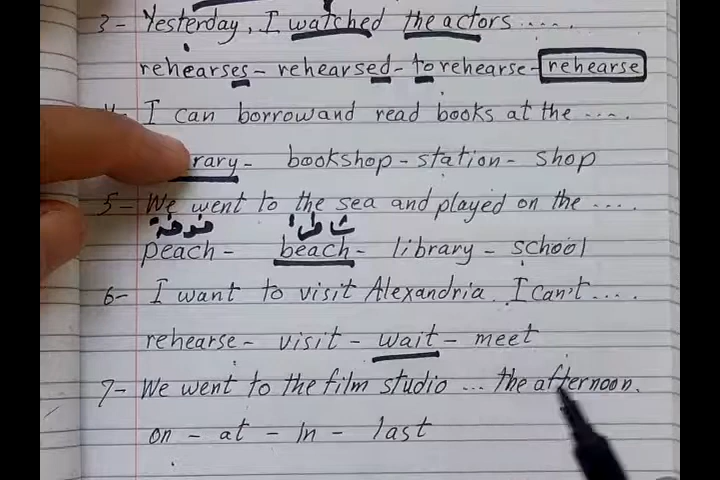 3- Yesterday, I watched the actors .....
rehearses - rehearsed - to rehearse - rehearse
I can borrow and read books at the ....
rary - bookshop - station - shop
5- We went to the sea and played on the ....
خوخة شاطئ
peach - beach - library - school
6- I want to visit Alexandria. I can't ....
rehearse - visit - wait - meet
7- We went to the film studio ... the afternoon.
on - at - in - last